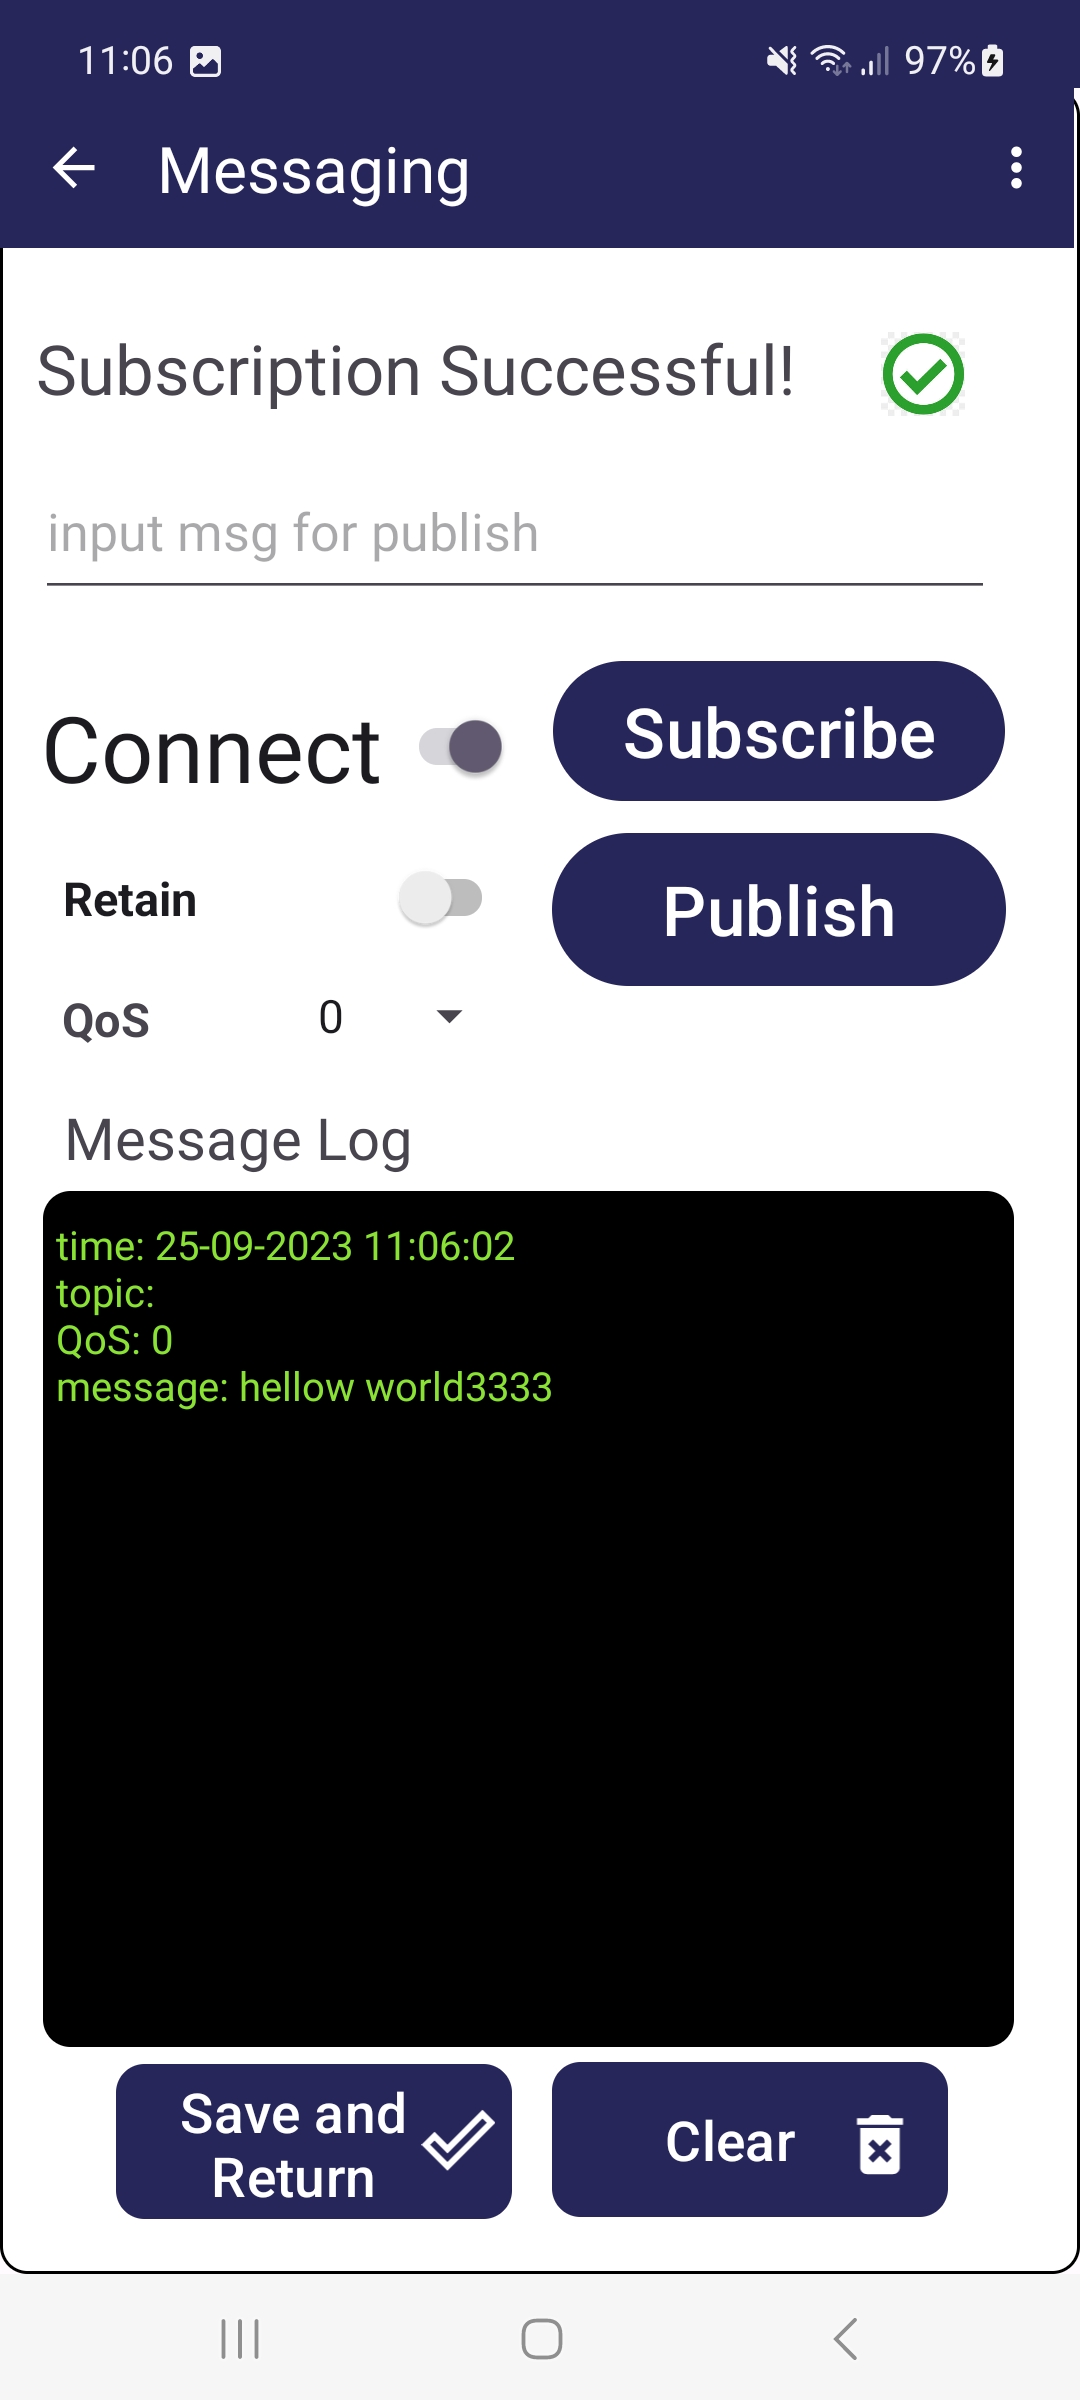 11:06 97%
Messaging
Subscription Successful!
input msg for publish
Connect
Subscribe
Retain
Publish
QoS 0
Message Log
time: 25-09-2023 11:06:02
topic:
QoS: 0
message: hellow world3333
Save and
Return
Clear